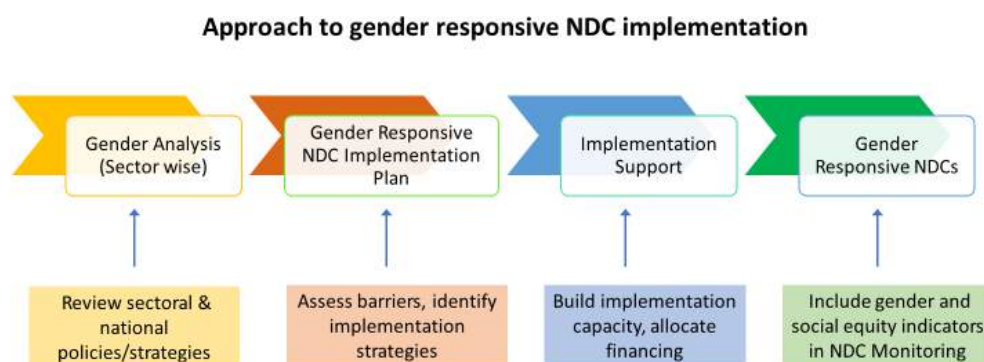 Approach to gender responsive NDC implementation
Gender Analysis
(Sector wise)
Gender Responsive
NDC Implementation
Plan
Implementation
Support
Gender
Responsive NDCs
Review sectoral &
national
policies/strategies
Assess barriers, identify
implementation
strategies
Build implementation
capacity, allocate
financing
Include gender and
social equity indicators
in NDC Monitoring